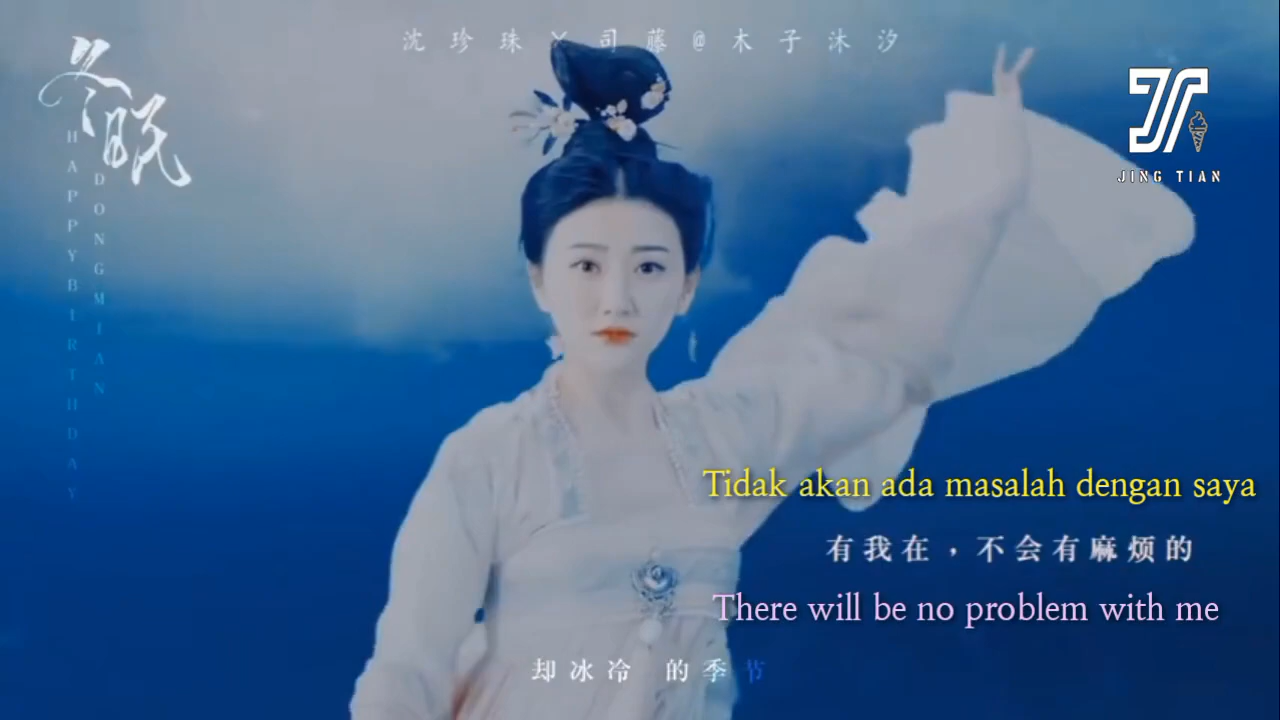 沈珍珠 X 司藤@木子沐汐
冬眠
HAPPYBIRTHDAY
DONGMIAN
JT
JING TIAN
Tidak akan ada masalah dengan saya
有我在，不会有麻烦的
There will be no problem with me
却冰冷 的季节